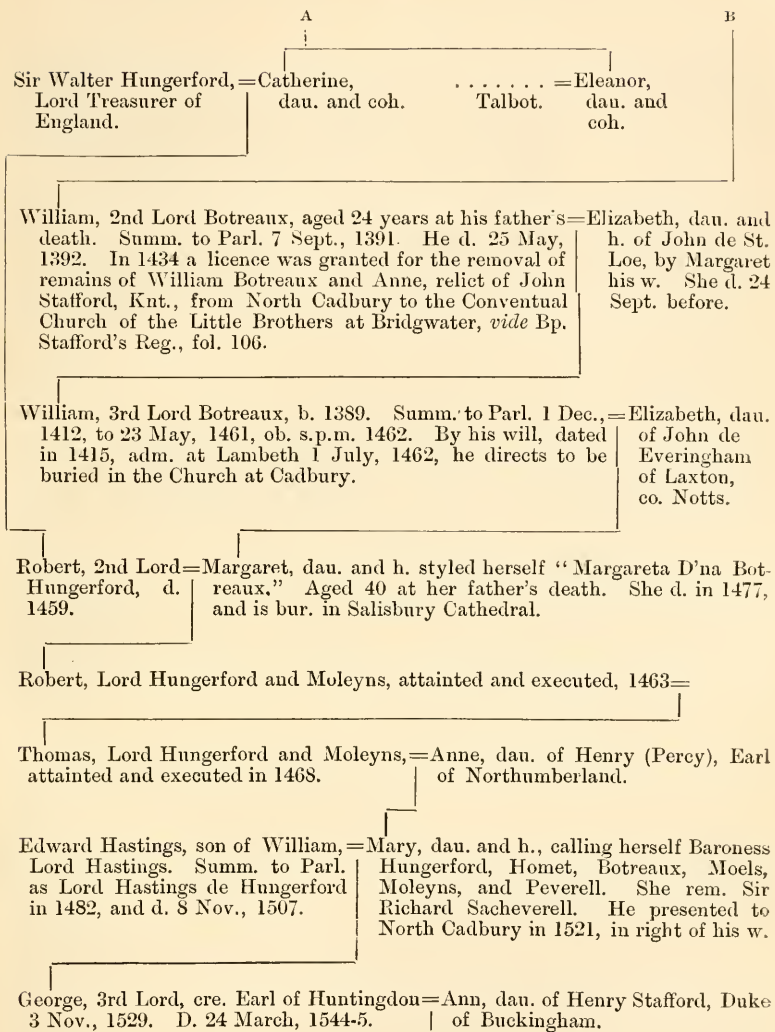 A B
Sir Walter Hungerford,=Catherine, . . . . . . . =Eleanor,
Lord Treasurer of dau. and coh. Talbot. dau. and
England. coh.
William, 2nd Lord Botreaux, aged 24 years at his father's=Elizabeth, dau. and
death. Summ. to Parl. 7 Sept., 1391. He d. 25 May, h. of John de St.
1392. In 1434 a licence was granted for the removal of Loe, by Margaret
remains of William Botreaux and Anne, relict of John his w. She d. 24
Stafford, Knt., from North Cadbury to the Conventual Sept. before.
Church of the Little Brothers at Bridgwater, vide Bp.
Stafford's Reg., fol. 106.
William, 3rd Lord Botreaux, b. 1389. Summ. to Parl. 1 Dec.,=Elizabeth, dau.
1412, to 23 May, 1461, ob. s.p.m. 1462. By his will, dated of John de
in 1415, adm. at Lambeth 1 July, 1462, he directs to be Everingham
buried in the Church at Cadbury. of Laxton,
co. Notts.
Robert, 2nd Lord=Margaret, dau. and h. styled herself “Margareta D'na Bot-
Hungerford, d. reaux.” Aged 40 at her father's death. She d. in 1477,
1459. and is bur. in Salisbury Cathedral.
Robert, Lord Hungerford and Moleyns, attainted and executed, 1463=
Thomas, Lord Hungerford and Moleyns,=Anne, dau. of Henry (Percy), Earl
attainted and executed in 1468. of Northumberland.
Edward Hastings, son of William,=Mary, dau. and h., calling herself Baroness
Lord Hastings. Summ. to Parl. Hungerford, Homet, Botreaux, Moels,
as Lord Hastings de Hungerford Moleyns, and Peverell. She rem. Sir
in 1482, and d. 8 Nov., 1507. Richard Sacheverell. He presented to
North Cadbury in 1521, in right of his w.
George, 3rd Lord, cre. Earl of Huntingdon=Ann, dau. of Henry Stafford, Duke
3 Nov., 1529. D. 24 March, 1544-5. of Buckingham.